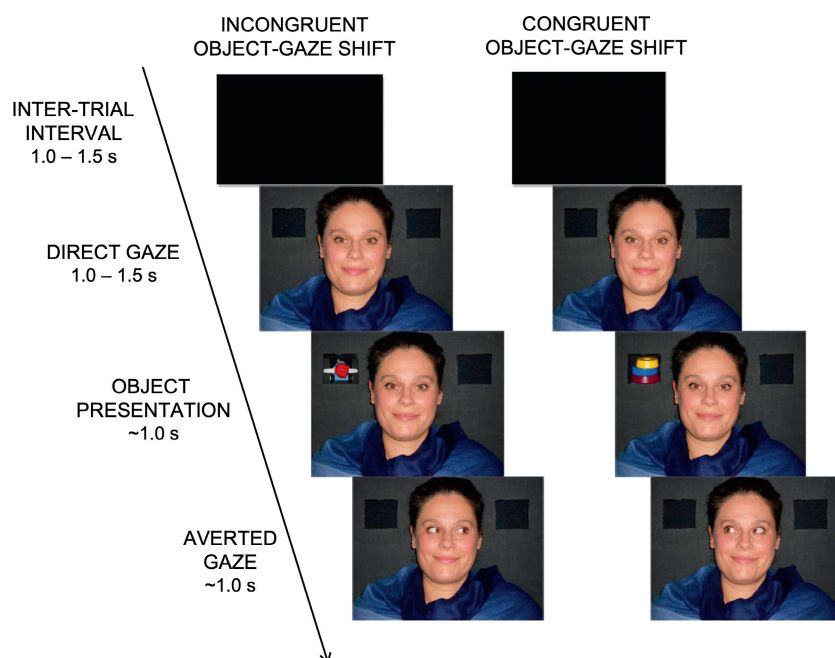 INCONGRUENT
OBJECT-GAZE SHIFT
CONGRUENT
OBJECT-GAZE SHIFT
INTER-TRIAL
INTERVAL
1.0 – 1.5 s
DIRECT GAZE
1.0 – 1.5 s
OBJECT
PRESENTATION
~1.0 s
AVERTED
GAZE
~1.0 s